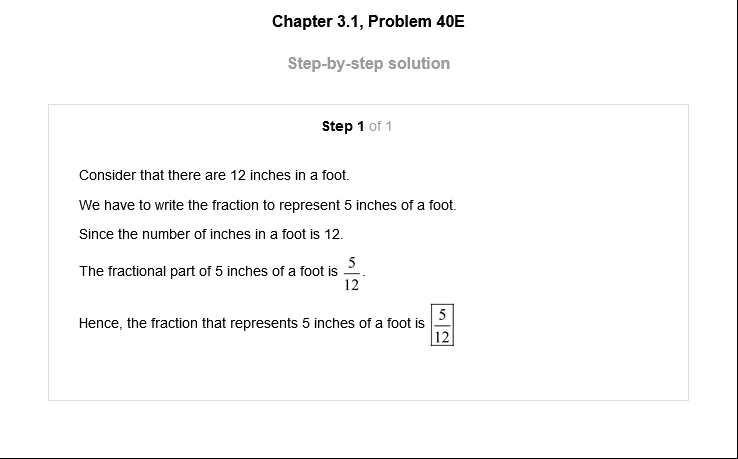 Chapter 3.1, Problem 40E
Step-by-step solution
Step 1 of 1
Consider that there are 12 inches in a foot.
We have to write the fraction to represent 5 inches of a foot.
Since the number of inches in a foot is 12.
The fractional part of 5 inches of a foot is 5/12.
Hence, the fraction that represents 5 inches of a foot is 5/12